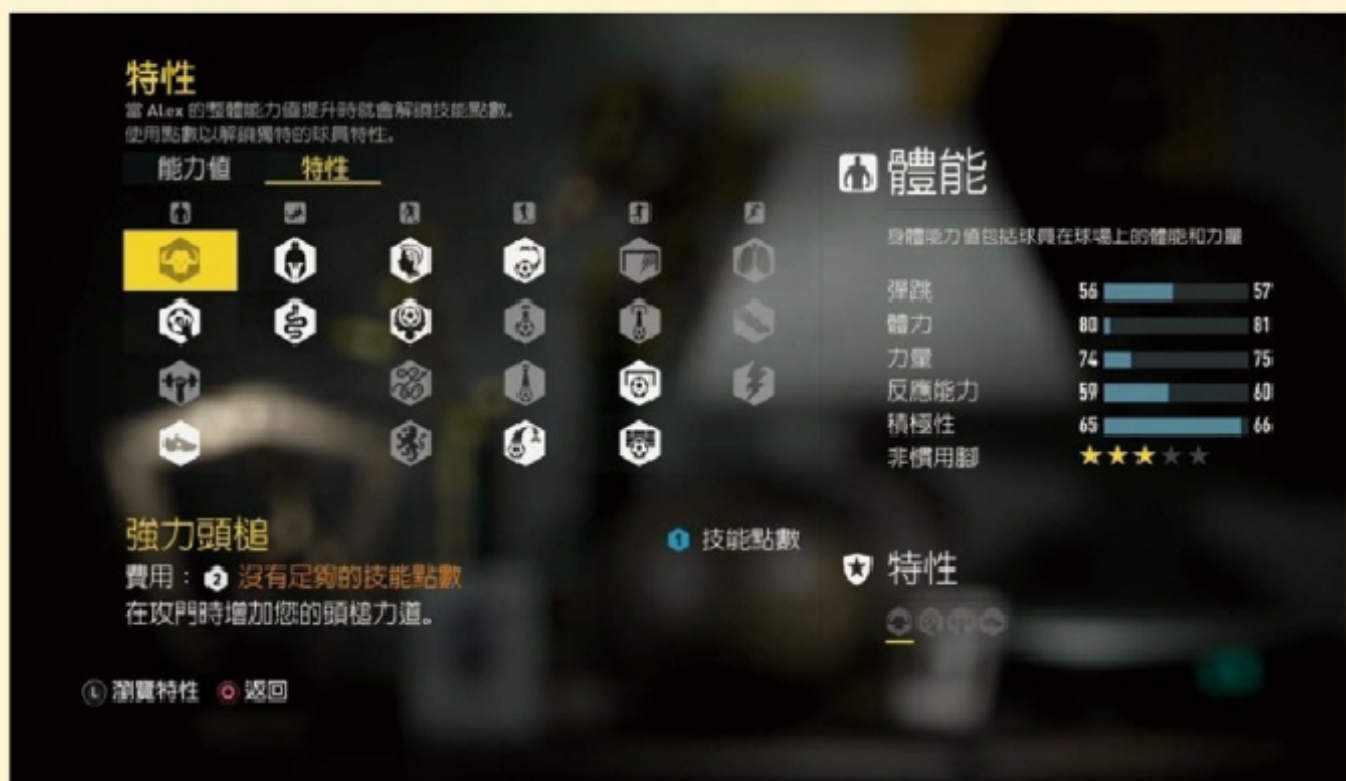 特性
當 ALex 的整體能力值提升時就會解鎖技能點數。
使用點數以解鎖獨特的球員特性。
能力值 特性
強力頭槌
費用： 2 沒有足夠的技能點數
在攻門時增加您的頭槌力道。
1 技能點數
L 瀏覽特性 返回
體能
身體能力值包括球員在球場上的體能和力量
彈跳 56 57
體力 80 81
力量 74 75
反應能力 59 60
積極性 65 66
非慣用腳
特性